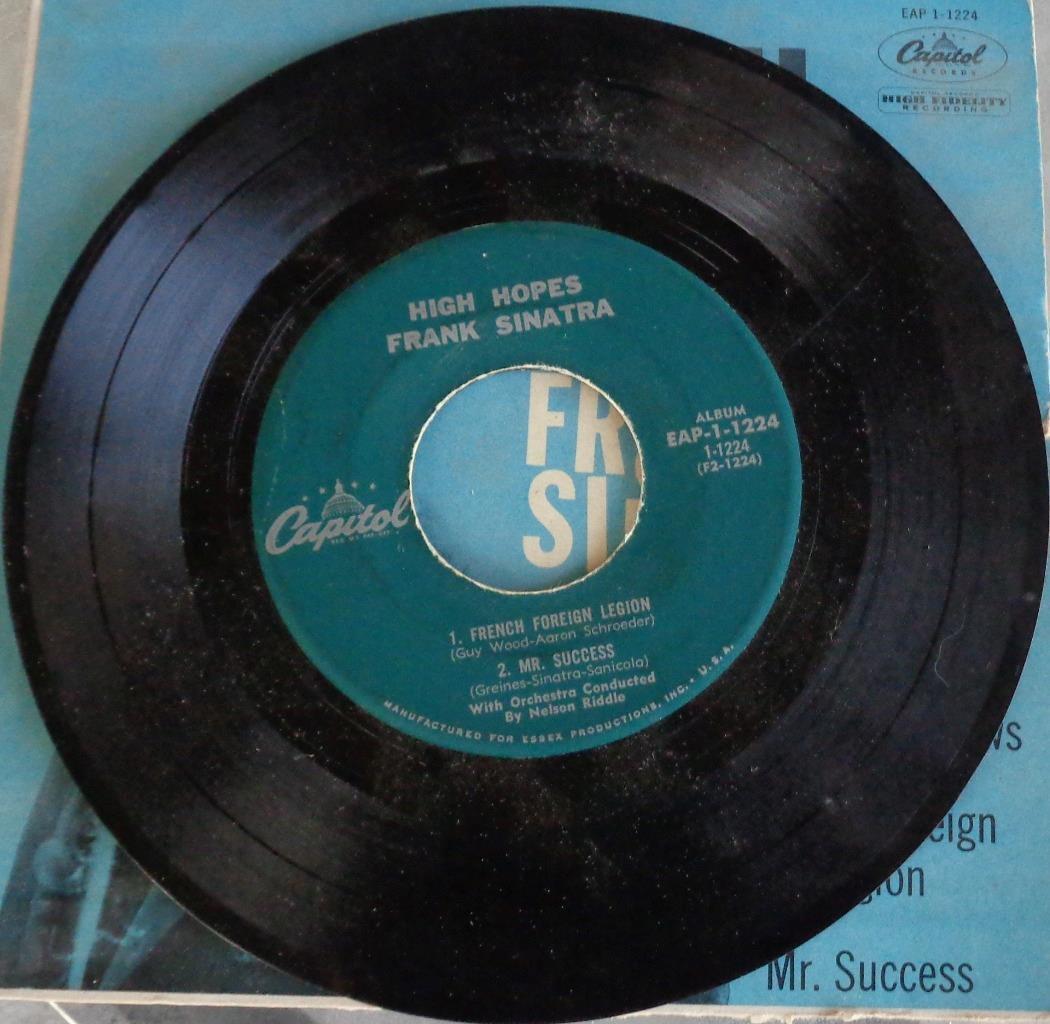 EAP 1-1224
Capitol
RECORDS
HIGH FIDELITY
RECORDING
HIGH HOPES
FRANK SINATRA
FR
SI
ALBUM
EAP-1-1224
1-1224
(F2-1224)
Capitol
1. FRENCH FOREIGN LEGION
(Guy Wood-Aaron Schroeder)
2. MR. SUCCESS
(Greines-Sinatra-Sanicola)
With Orchestra Conducted
By Nelson Riddle
MANUFACTURED FOR ESSEX PRODUCTIONS, INC. • U.S.A.
ws
eign
gion
Mr. Success